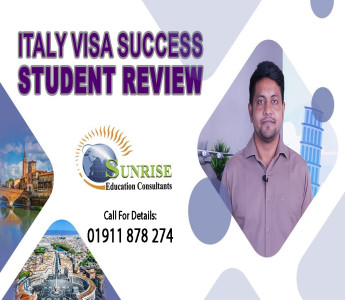 ITALY VISA SUCCESS
STUDENT REVIEW
SUNRISE
Education Consultants
Call For Details:
01911 878 274